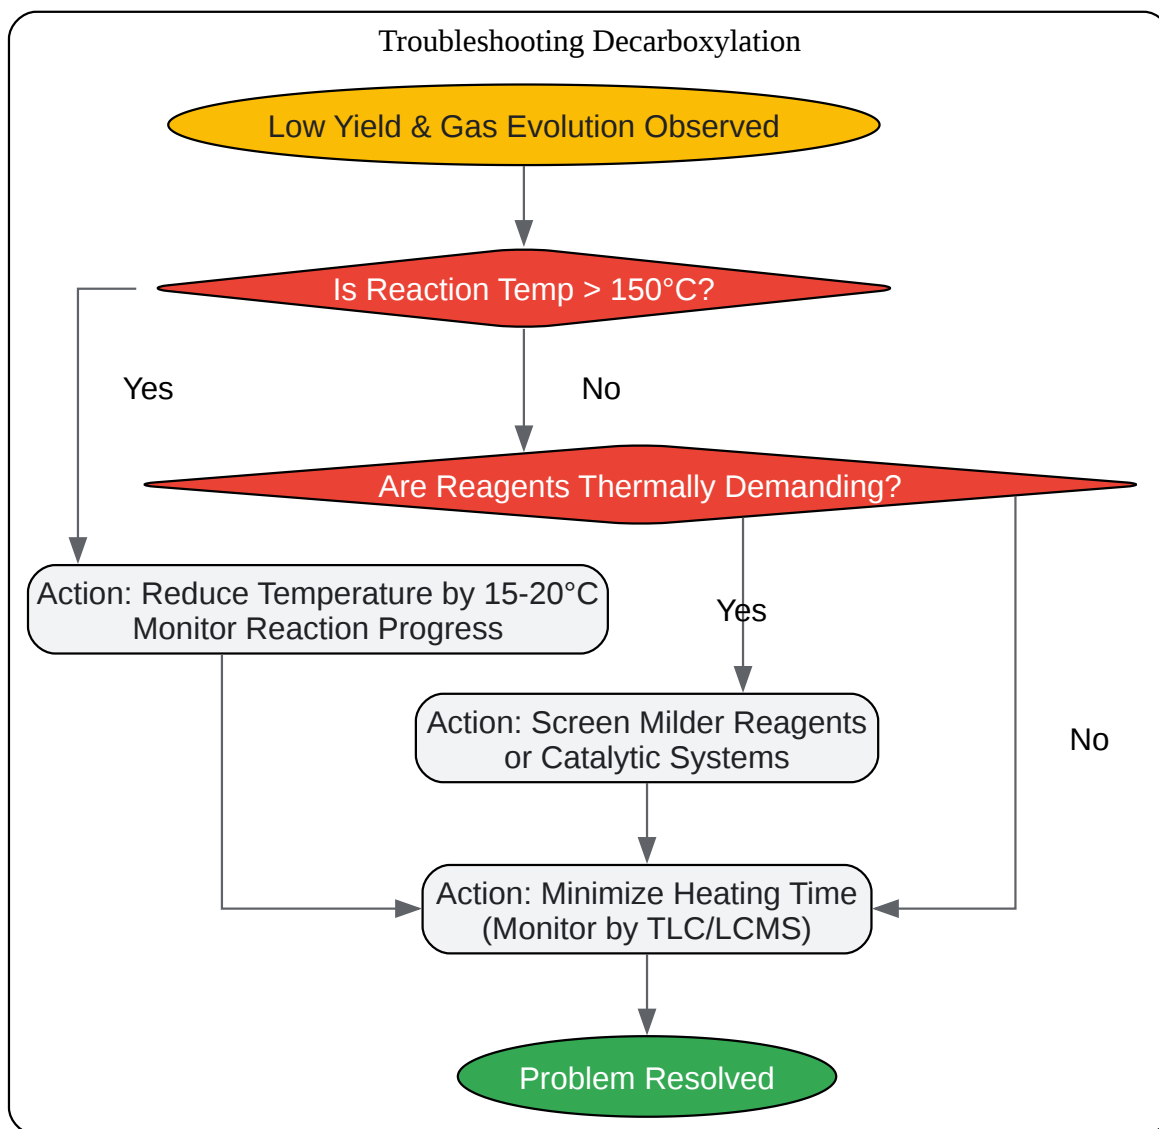 Troubleshooting Decarboxylation
Low Yield & Gas Evolution Observed
Is Reaction Temp > 150°C?
Yes
No
Are Reagents Thermally Demanding?
Action: Reduce Temperature by 15-20°C
Monitor Reaction Progress
Yes
Action: Screen Milder Reagents
or Catalytic Systems
No
Action: Minimize Heating Time
(Monitor by TLC/LCMS)
Problem Resolved